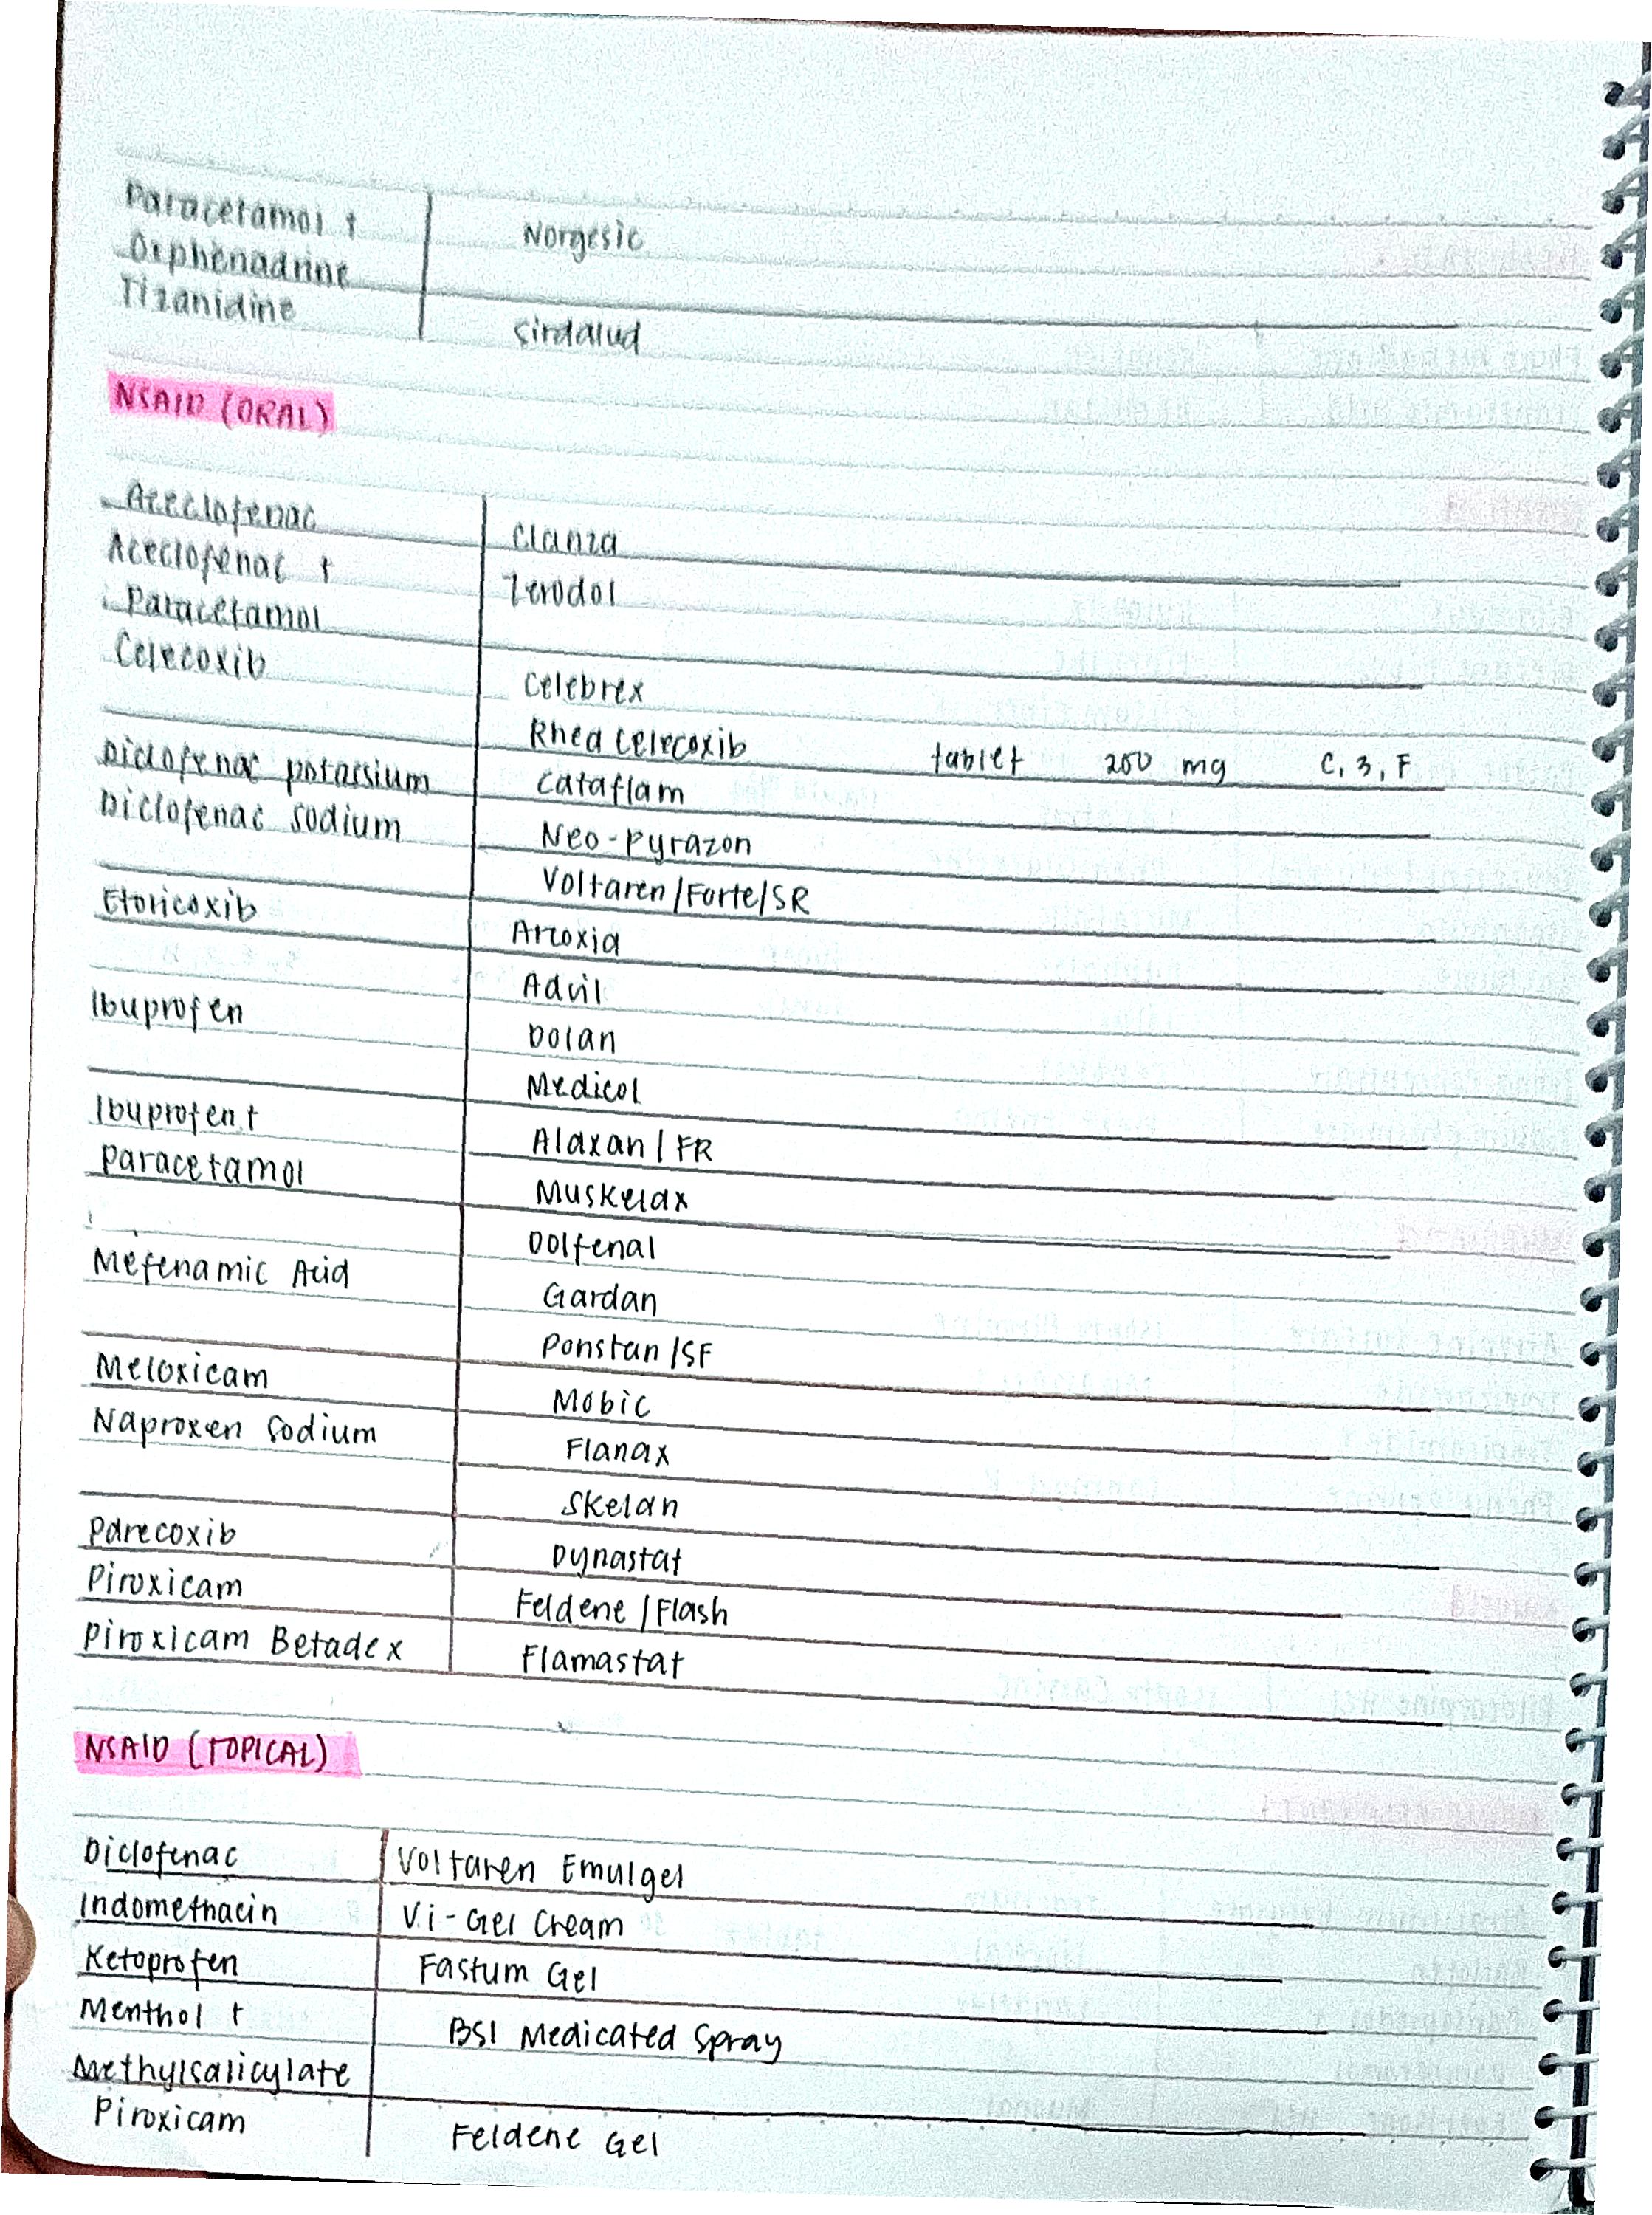 Paracetamol + Norgesic
Orphenadrine
Tizanidine Sirdalud
NSAID (ORAL)
Aceclofenac Clanza
Aceclofenac + Zerodol
Paracetamol
Celecoxib Celebrex
Rhea Celecoxib tablet 200 mg C, 3, F
Diclofenac potassium Cataflam
Diclofenac sodium Neo-Pyrazon
Voltaren/Forte/SR
Etoricoxib Arcoxia
Advil
Ibuprofen Dolan
Medicol
Ibuprofen + Alaxan/FR
Paracetamol Muskelax
Dolfenal
Mefenamic Acid Gardan
Ponstan/SF
Meloxicam Mobic
Naproxen Sodium Flanax
Skelan
Parecoxib Dynastat
Piroxicam Feldene/Flash
Piroxicam Betadex Flamastat
NSAID (TOPICAL)
Diclofenac Voltaren Emulgel
Indomethacin V.i-Gel Cream
Ketoprofen Fastum Gel
Menthol + BSI Medicated Spray
Methylsalicylate
Piroxicam Feldene Gel